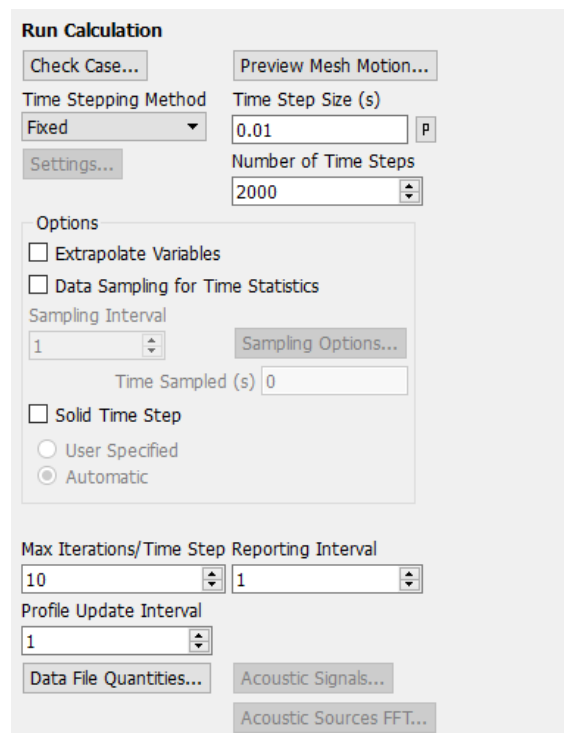 Run Calculation
Check Case... Preview Mesh Motion...
Time Stepping Method Time Step Size (s)
Fixed 0.01 P
Settings... Number of Time Steps
2000
Options
Extrapolate Variables
Data Sampling for Time Statistics
Sampling Interval
1 Sampling Options...
Time Sampled (s) 0
Solid Time Step
User Specified
Automatic
Max Iterations/Time Step Reporting Interval
10 1
Profile Update Interval
1
Data File Quantities... Acoustic Signals...
Acoustic Sources FFT...